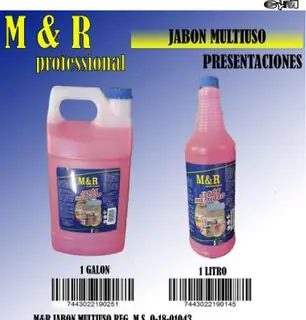 M & R
professional
JABON MULTIUSO
PRESENTACIONES
M&R
M&R
1 GALON
1 LITRO
7443022190251
7443022190145
M&R JABON MULTIUSO REG. M.S. Q-18-01043